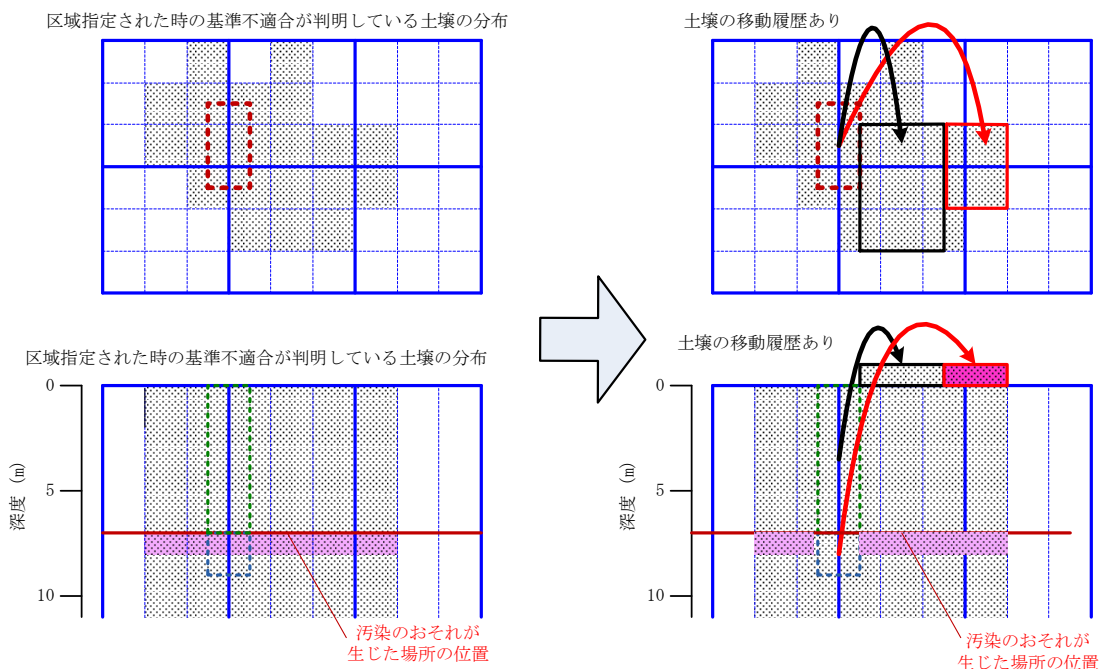 区域指定された時の基準不適合が判明している土壌の分布
土壌の移動履歴あり
区域指定された時の基準不適合が判明している土壌の分布
0
5
10
深度 (m)
汚染のおそれが
生じた場所の位置
土壌の移動履歴あり
0
5
10
深度 (m)
汚染のおそれが
生じた場所の位置